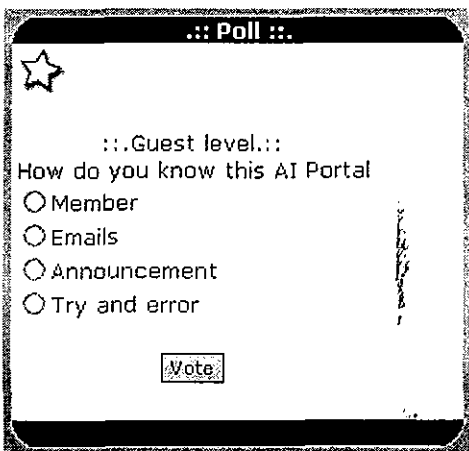 .:: Poll ::.
::.Guest level.::
How do you know this AI Portal
Member
Emails
Announcement
Try and error
Vote